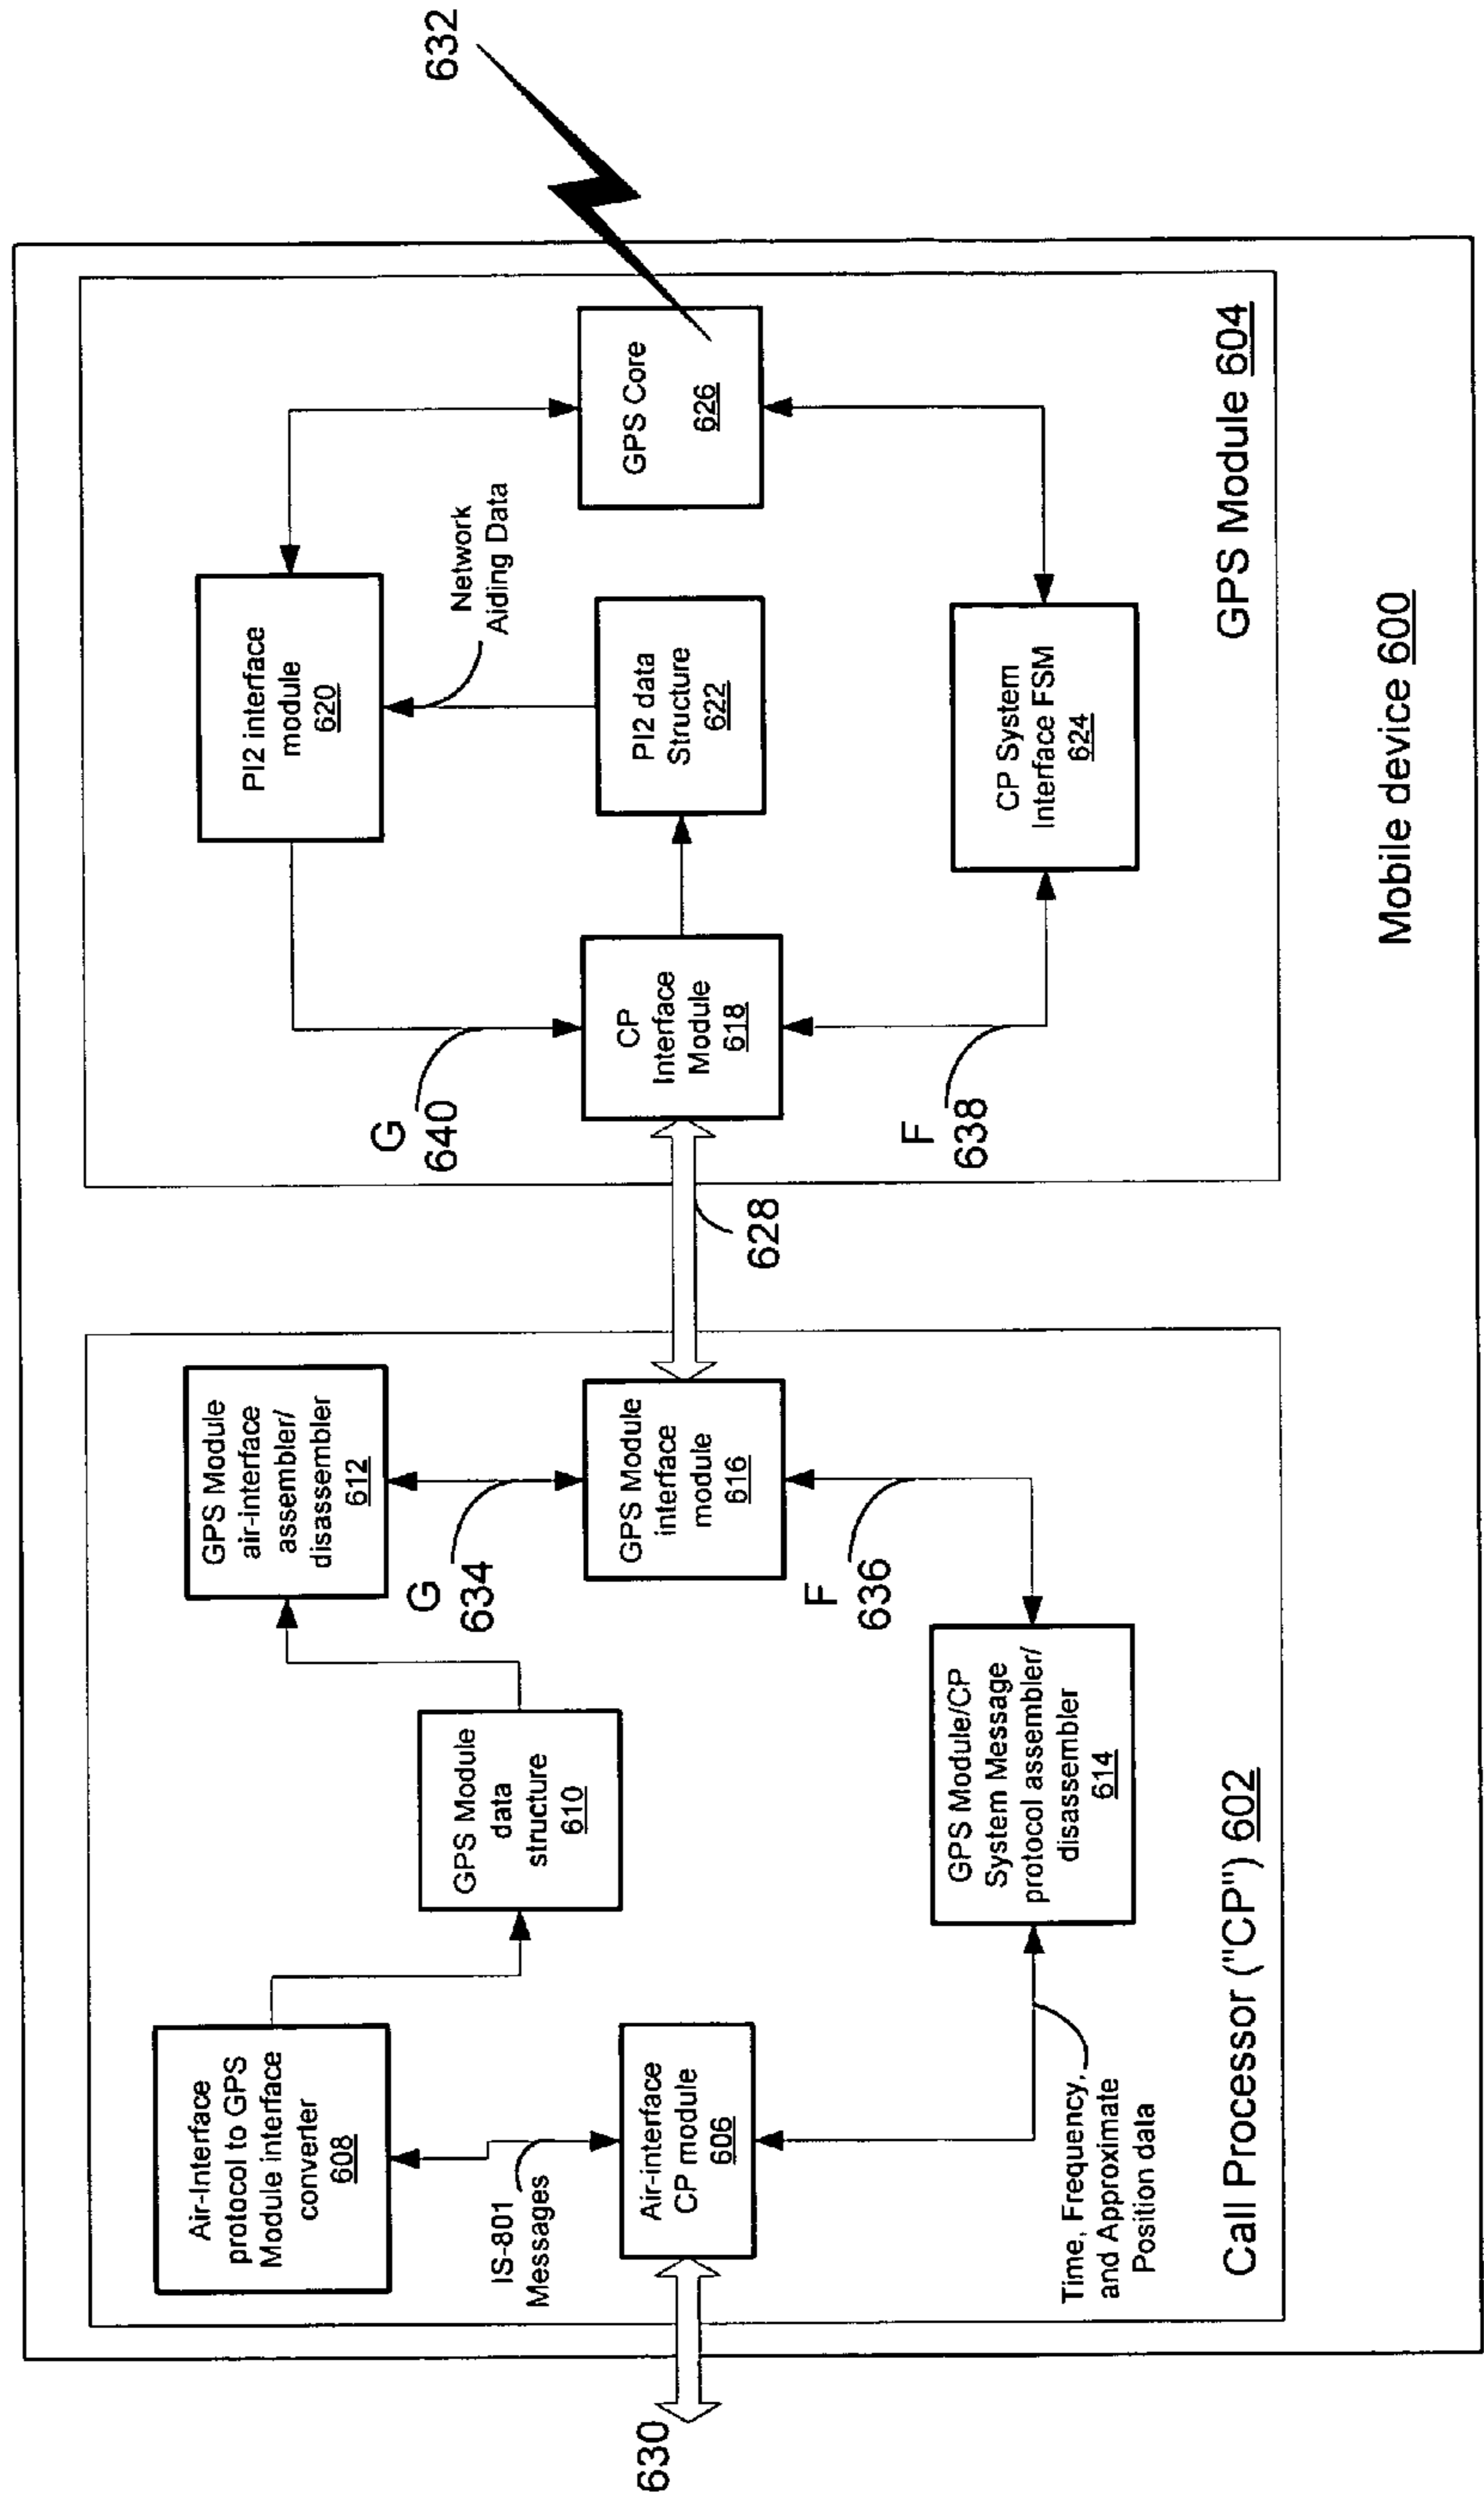 632
Network
Aiding Data
PI2 interface
module
620
GPS Core
626
PI2 data
Structure
622
CP
Interface
Module
618
CP System
Interface FSM
624
G
640
F
638
GPS Module 604
628
GPS Module
air-interface
assembler/
disassembler
612
G
634
GPS Module
interface
module
616
F
636
GPS Module
data
structure
610
GPS Module/CP
System Message
protocol assembler/
disassembler
614
Air-Interface
protocol to GPS
Module interface
converter
608
IS-801
Messages
Air-interface
CP module
606
Time, Frequency,
and Approximate
Position data
Call Processor ("CP") 602
Mobile device 600
630